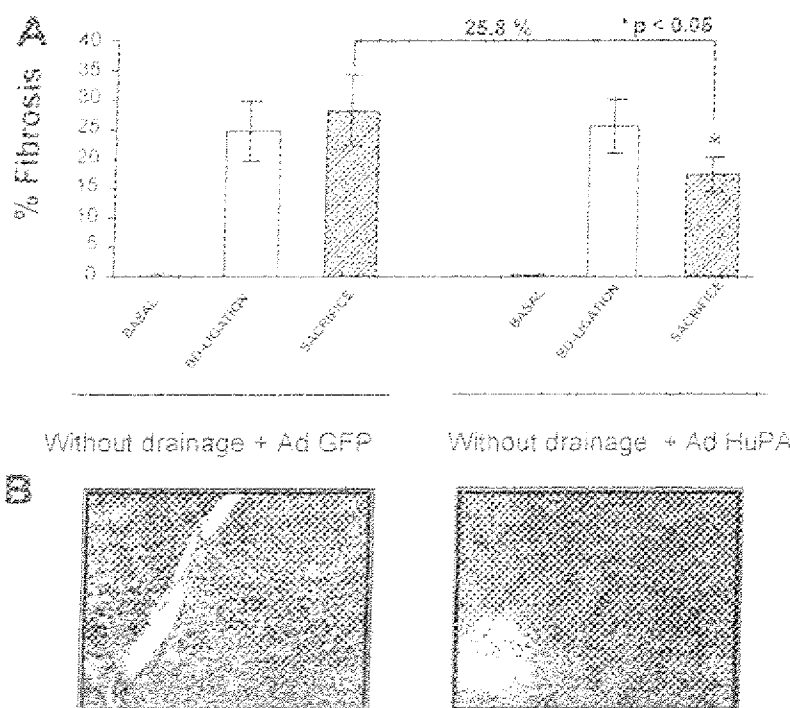 A
25.8 %
* p < 0.05
% Fibrosis
40
35
30
25
20
15
10
5
0
*
BASAL
BD-LIGATION
SACRIFICE
BASAL
BD-LIGATION
SACRIFICE
Without drainage + Ad GFP
Without drainage + Ad HuPA
B